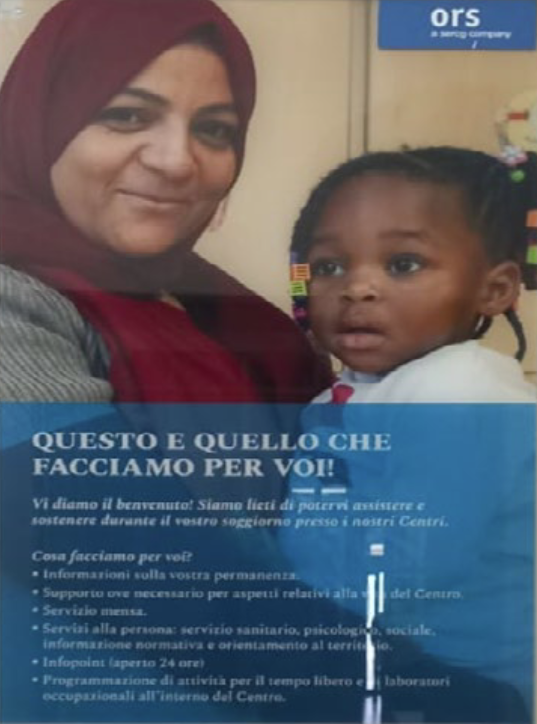 ors
a serco company
QUESTO E QUELLO CHE
FACCIAMO PER VOI!
Vi diamo il benvenuto! Siamo lieti di potervi assistere e
sostenere durante il vostro soggiorno presso i nostri Centri.
Cosa facciamo per voi?
• Informazioni sulla vostra permanenza.
• Supporto ove necessario per aspetti relativi alla del Centro.
• Servizio mensa.
• Servizi alla persona: servizio sanitario, psicologico, sociale,
informazione normativa e orientamento al territorio.
• Infopoint (aperto 24 ore)
• Programmazione di attività per il tempo libero e laboratori
occupazionali all'interno del Centro.